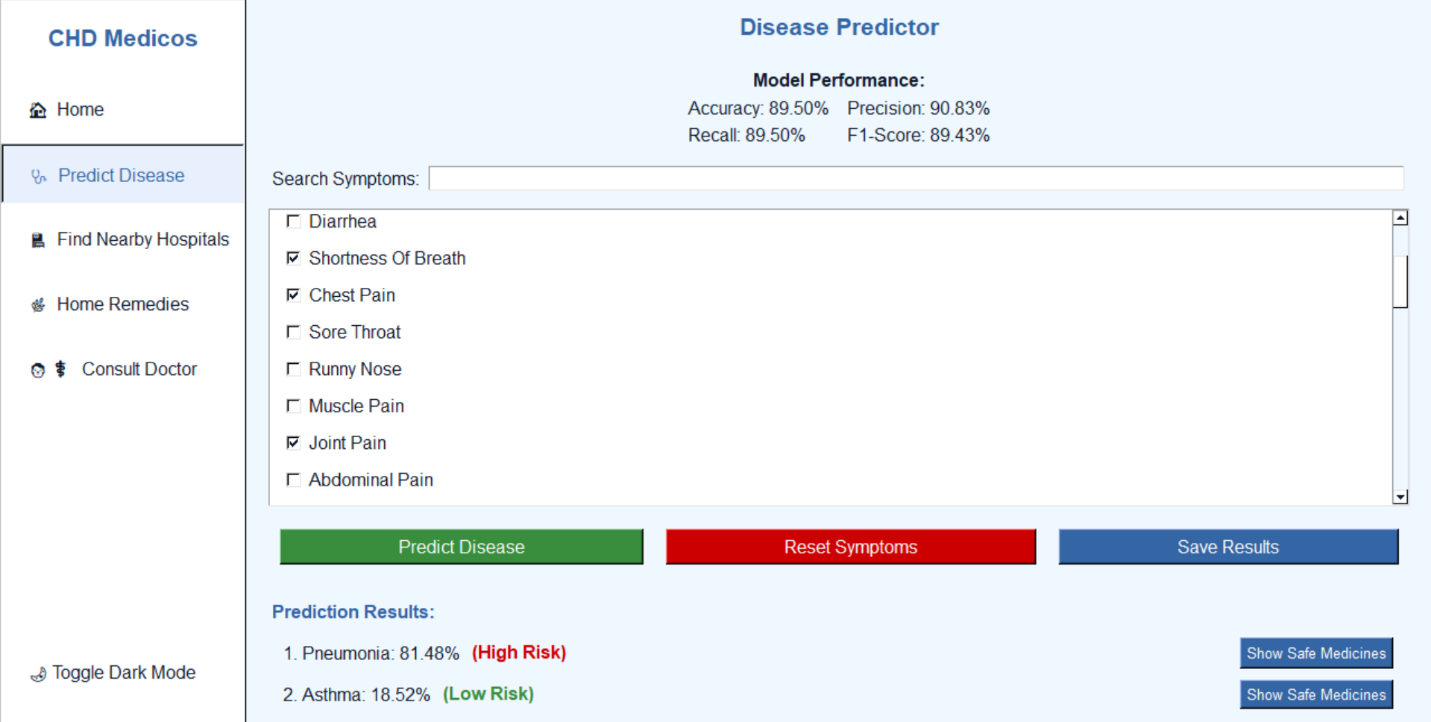 CHD Medicos
Home
Predict Disease
Find Nearby Hospitals
Home Remedies
Consult Doctor
Toggle Dark Mode
Disease Predictor
Model Performance:
Accuracy: 89.50% Precision: 90.83%
Recall: 89.50% F1-Score: 89.43%
Search Symptoms:
Diarrhea
Shortness Of Breath
Chest Pain
Sore Throat
Runny Nose
Muscle Pain
Joint Pain
Abdominal Pain
Predict Disease Reset Symptoms Save Results
Prediction Results:
1. Pneumonia: 81.48% (High Risk) Show Safe Medicines
2. Asthma: 18.52% (Low Risk) Show Safe Medicines